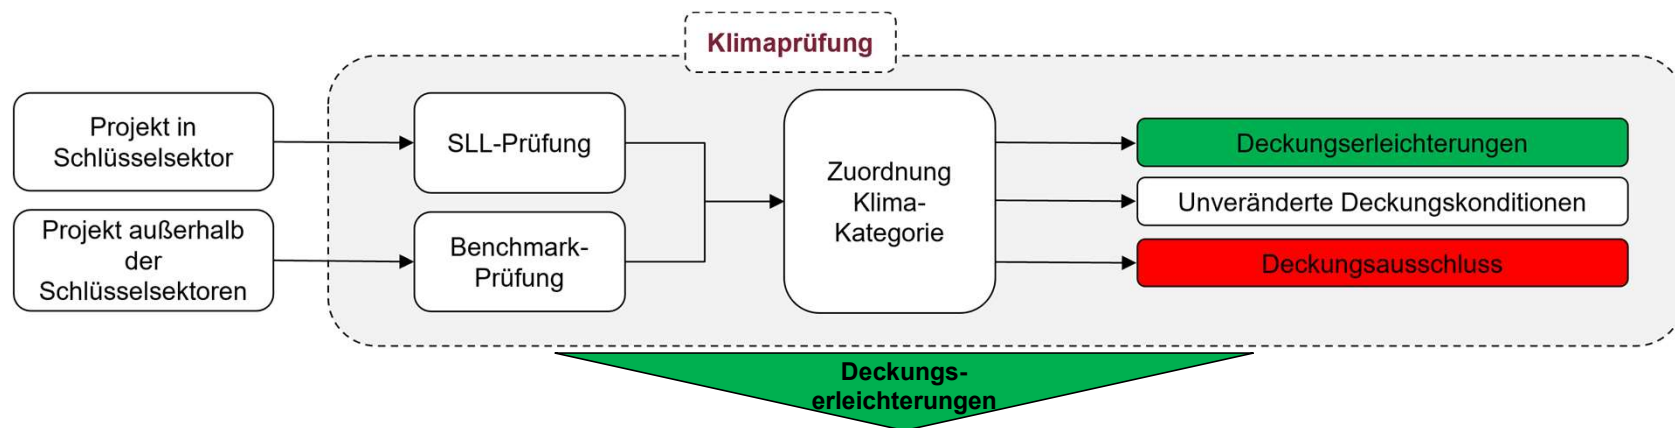 Klimaprüfung
Projekt in
Schlüsselsektor
SLL-Prüfung
Projekt außerhalb
der
Schlüsselsektoren
Benchmark-
Prüfung
Zuordnung
Klima-
Kategorie
Deckungserleichterungen
Unveränderte Deckungskonditionen
Deckungsausschluss
Deckungs-
erleichterungen